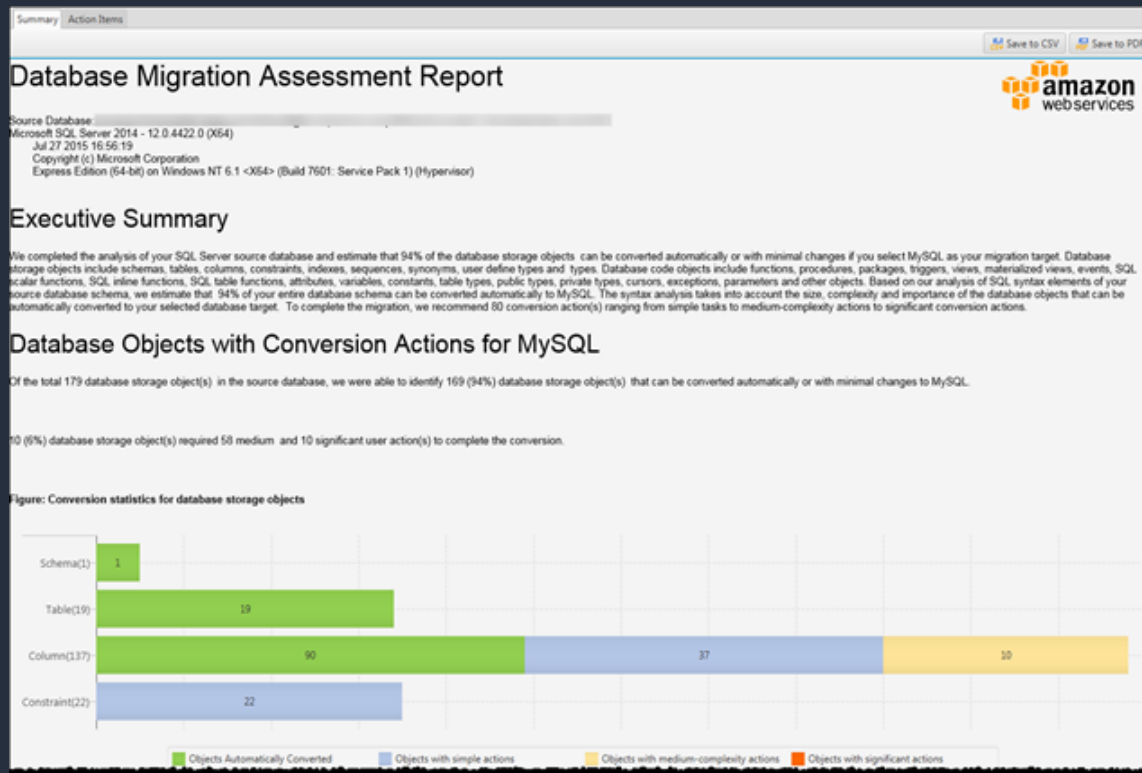 Summary Action Items
Save to CSV Save to PDF
Database Migration Assessment Report
amazon
webservices
Source Database:
Microsoft SQL Server 2014 - 12.0.4422.0 (X64)
Jul 27 2015 16:56:19
Copyright (c) Microsoft Corporation
Express Edition (64-bit) on Windows NT 6.1 <X64> (Build 7601: Service Pack 1) (Hypervisor)
Executive Summary
We completed the analysis of your SQL Server source database and estimate that 94% of the database storage objects can be converted automatically or with minimal changes if you select MySQL as your migration target. Database
storage objects include schemas, tables, columns, constraints, indexes, sequences, synonyms, user define types and types. Database code objects include functions, procedures, packages, triggers, views, materialized views, events, SQL
scalar functions, SQL inline functions, SQL table functions, attributes, variables, constants, table types, public types, private types, cursors, exceptions, parameters and other objects. Based on our analysis of SQL syntax elements of your
source database schema, we estimate that 94% of your entire database schema can be converted automatically to MySQL. The syntax analysis takes into account the size, complexity and importance of the database objects that can be
automatically converted to your selected database target. To complete the migration, we recommend 80 conversion action(s) ranging from simple tasks to medium-complexity actions to significant conversion actions.
Database Objects with Conversion Actions for MySQL
Of the total 179 database storage object(s) in the source database, we were able to identify 169 (94%) database storage object(s) that can be converted automatically or with minimal changes to MySQL.
10 (6%) database storage object(s) required 58 medium and 10 significant user action(s) to complete the conversion.
Figure: Conversion statistics for database storage objects
Schema(1) 1
Table(19) 19
Column(137) 90 37 10
Constraint(22) 22
Objects Automatically Converted Objects with simple actions Objects with medium-complexity actions Objects with significant actions